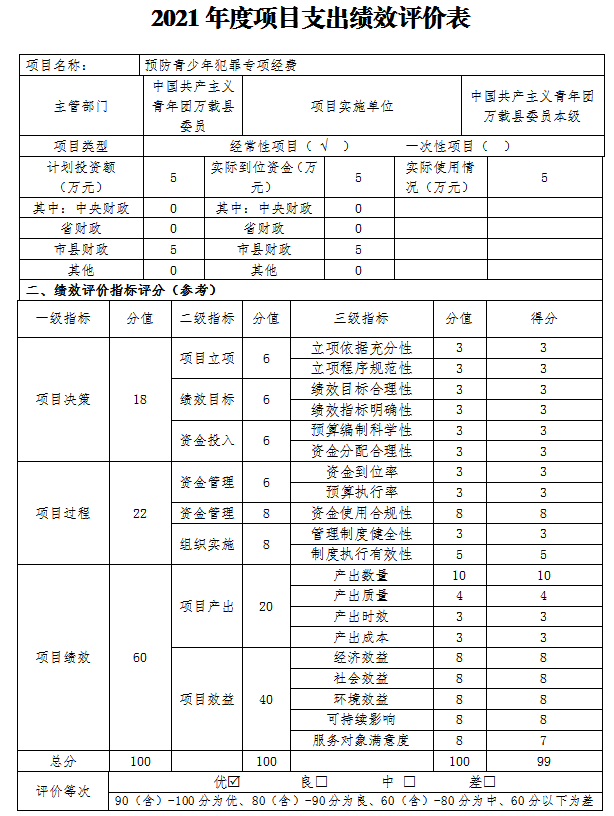 2021 年度项目支出绩效评价表
项目名称： 预防青少年犯罪专项经费
主管部门 中国共产主义青年团万载县委员 项目实施单位 中国共产主义青年团万载县委员本级
项目类型 经常性项目（ √ ） 一次性项目（ ）
计划投资额（万元） 5 实际到位资金（万元） 5 实际使用情况（万元） 5
其中：中央财政 0 其中：中央财政 0
省财政 0 省财政 0
市县财政 5 市县财政 5
其他 0 其他 0
二、绩效评价指标评分（参考）
一级指标 分值 二级指标 分值 三级指标 分值 得分
项目决策 18 项目立项 6 立项依据充分性 3 3
立项程序规范性 3 3
绩效目标 6 绩效目标合理性 3 3
绩效指标明确性 3 3
资金投入 6 预算编制科学性 3 3
资金分配合理性 3 3
项目过程 22 资金管理 6 资金到位率 3 3
预算执行率 3 3
资金管理 8 资金使用合规性 8 8
组织实施 8 管理制度健全性 3 3
制度执行有效性 5 5
项目绩效 60 项目产出 20 产出数量 10 10
产出质量 4 4
产出时效 3 3
产出成本 3 3
项目效益 40 经济效益 8 8
社会效益 8 8
环境效益 8 8
可持续影响 8 8
服务对象满意度 8 7
总分 100 100 100 99
评价等次 优☑ 良□ 中 □ 差□
90（含）-100 分为优、80（含）-90 分为良、60（含）-80 分为中、60 分以下为差